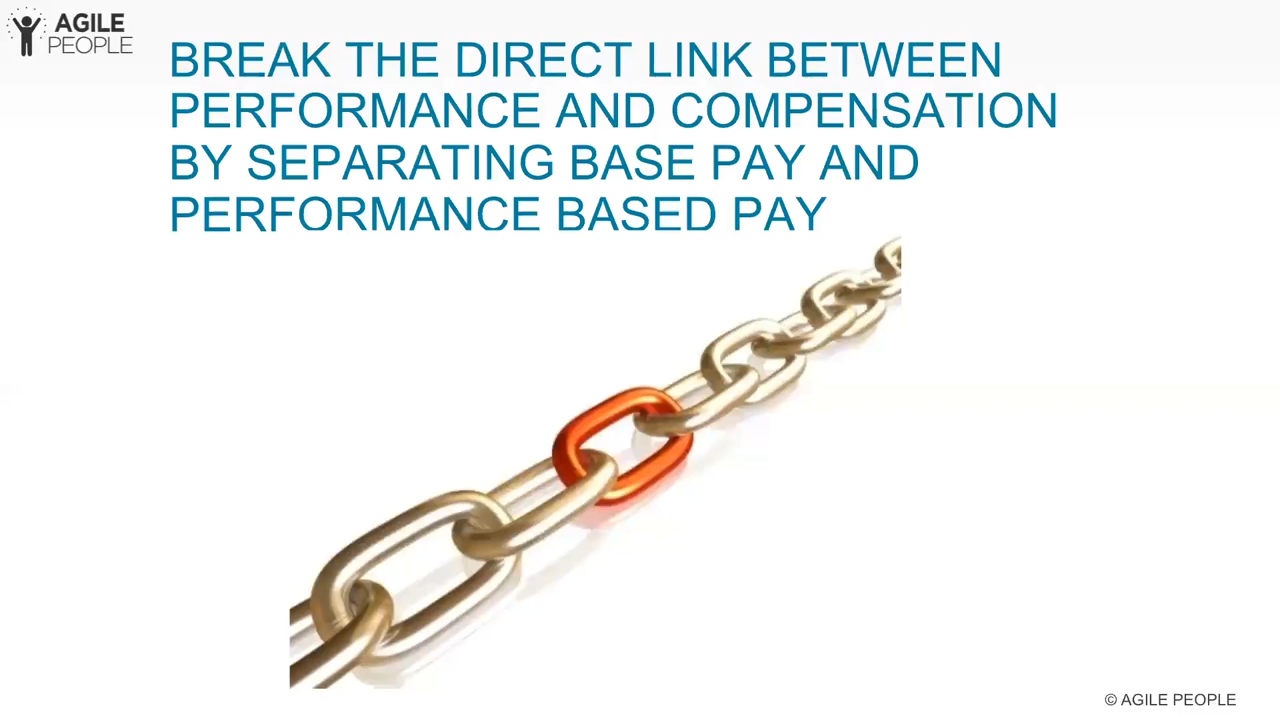 AGILE
PEOPLE
BREAK THE DIRECT LINK BETWEEN
PERFORMANCE AND COMPENSATION
BY SEPARATING BASE PAY AND
PERFORMANCE BASED PAY
© AGILE PEOPLE